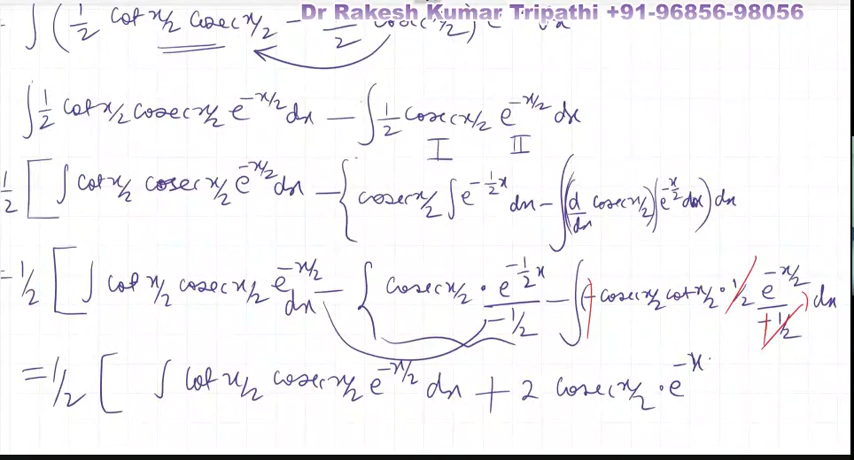 Dr Rakesh Kumar Tripathi +91-96856-98056
∫ ( 1/2 cot x/2 cosec x/2 -
∫ 1/2 cot x/2 cosec x/2 e^{-x/2} dx - ∫ 1/2 cosec x/2 e^{-x/2} dx
I II
1/2 [ ∫ cot x/2 cosec x/2 e^{-x/2} dx - { cosec x/2 ∫ e^{-1/2 x} dx - ∫ ( d/dx cosec x/2 ) ( e^{-x/2} dx ) dx
= 1/2 [ ∫ cot x/2 cosec x/2 e^{-x/2} dx - { cosec x/2 · e^{-1/2 x} / -1/2 - ∫ ( - cosec x/2 cot x/2 · 1/2 e^{-x/2} / -1/2 ) dx
= 1/2 [ ∫ cot x/2 cosec x/2 e^{-x/2} dx + 2 cosec x/2 · e^{-x